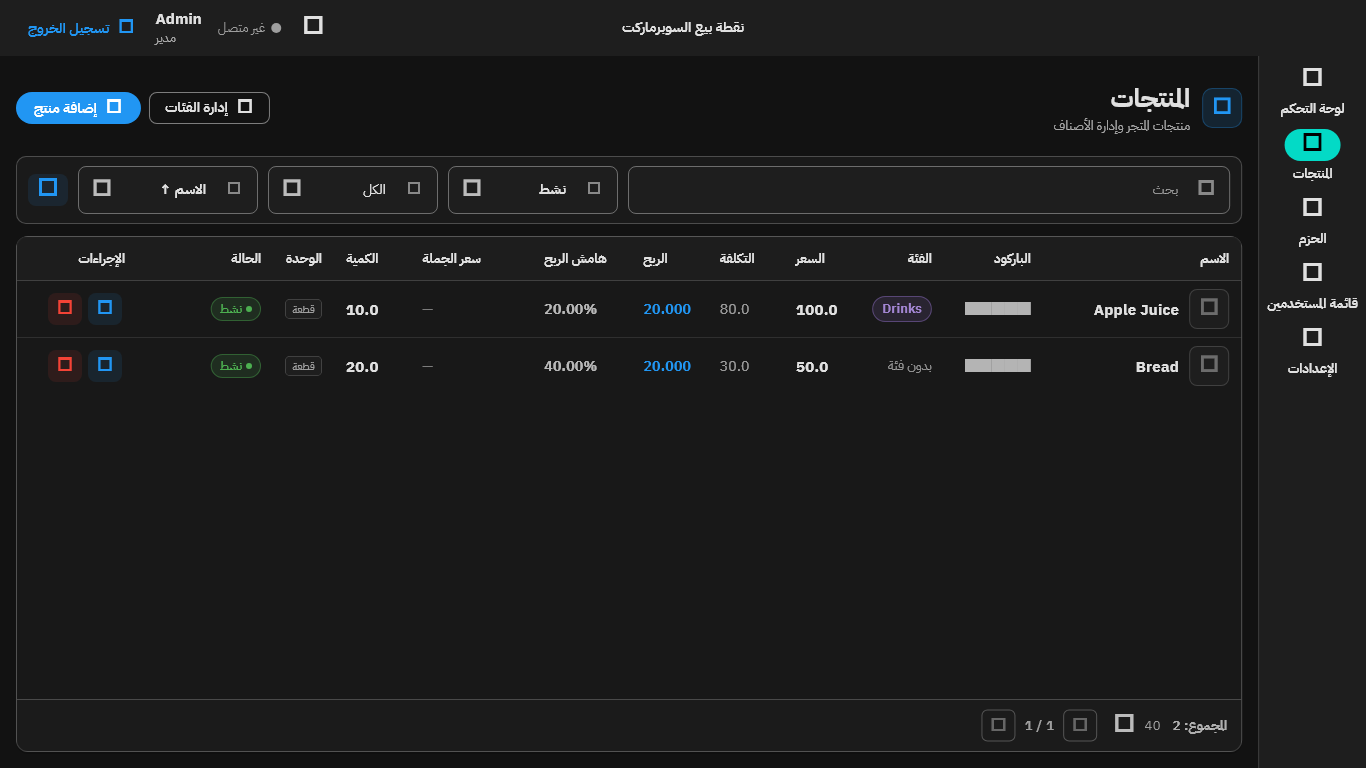 نقطة بيع السوبرماركت
غير متصل
Admin
مدير
تسجيل الخروج
لوحة التحكم
المنتجات
الحزم
قائمة المستخدمين
الإعدادات
المنتجات
منتجات المتجر وإدارة الأصناف
إدارة الفئات
إضافة منتج
بحث
نشط
الكل
الاسم ↑
الاسم الباركود الفئة السعر التكلفة الربح هامش الربح سعر الجملة الكمية الوحدة الحالة الإجراءات
Apple Juice Drinks 100.0 80.0 20.000 20.00% — 10.0 قطعة نشط
Bread بدون فئة 50.0 30.0 20.000 40.00% — 20.0 قطعة نشط
المجموع: 2 40 1 / 1